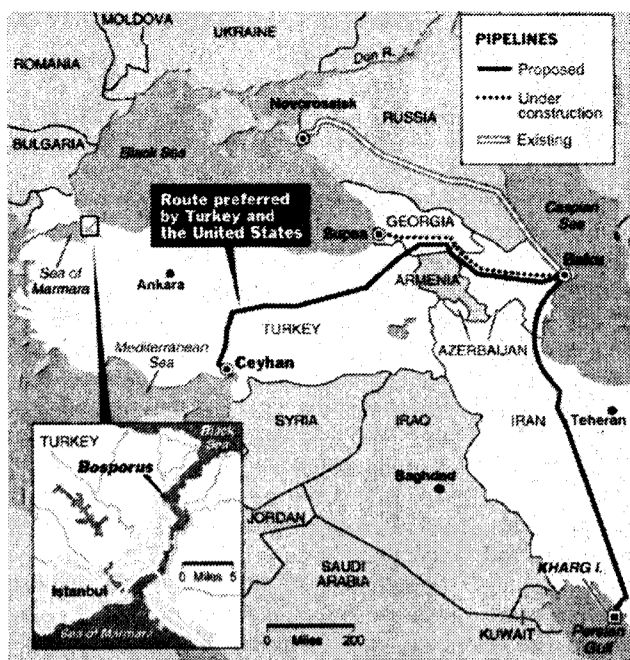 MOLDOVA
UKRAINE
ROMANIA
Don R.
PIPELINES
Proposed
Under
construction
Existing
Novorossisk
RUSSIA
BULGARIA
Black Sea
Caspian
Sea
Route preferred
by Turkey and
the United States
GEORGIA
Supsa
Baku
Sea of
Marmara
Ankara
ARMENIA
TURKEY
AZERBAIJAN
Mediterranean
Sea
Ceyhan
SYRIA
IRAQ
IRAN
Teheran
Baghdad
JORDAN
SAUDI
ARABIA
KUWAIT
KHARG I.
Persian
Gulf
0 Miles 200
TURKEY
Black
Sea
Bosporus
0 Miles 5
Istanbul
Sea of Marmara